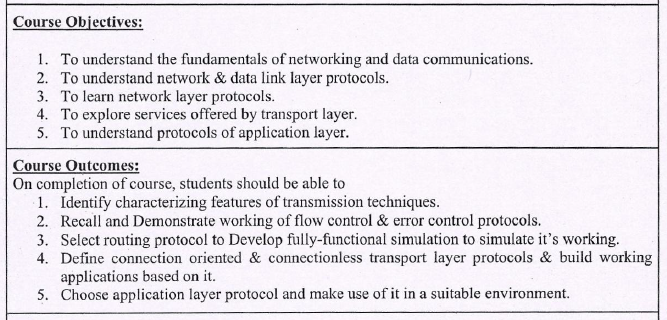 Course Objectives:
1. To understand the fundamentals of networking and data communications.
2. To understand network & data link layer protocols.
3. To learn network layer protocols.
4. To explore services offered by transport layer.
5. To understand protocols of application layer.
Course Outcomes:
On completion of course, students should be able to
1. Identify characterizing features of transmission techniques.
2. Recall and Demonstrate working of flow control & error control protocols.
3. Select routing protocol to Develop fully-functional simulation to simulate it's working.
4. Define connection oriented & connectionless transport layer protocols & build working
applications based on it.
5. Choose application layer protocol and make use of it in a suitable environment.